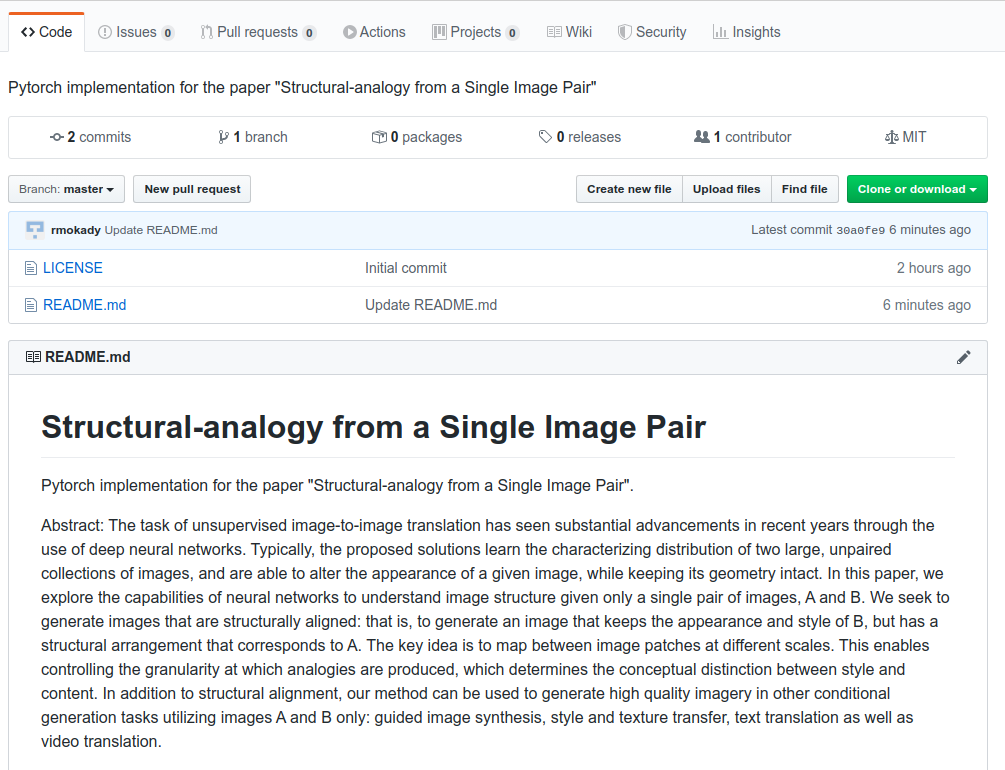 Code Issues 0 Pull requests 0 Actions Projects 0 Wiki Security Insights
Pytorch implementation for the paper "Structural-analogy from a Single Image Pair"
2 commits 1 branch 0 packages 0 releases 1 contributor MIT
Branch: master New pull request Create new file Upload files Find file Clone or download
rmokady Update README.md Latest commit 30a0fe9 6 minutes ago
LICENSE Initial commit 2 hours ago
README.md Update README.md 6 minutes ago
README.md
Structural-analogy from a Single Image Pair
Pytorch implementation for the paper "Structural-analogy from a Single Image Pair".
Abstract: The task of unsupervised image-to-image translation has seen substantial advancements in recent years through the
use of deep neural networks. Typically, the proposed solutions learn the characterizing distribution of two large, unpaired
collections of images, and are able to alter the appearance of a given image, while keeping its geometry intact. In this paper, we
explore the capabilities of neural networks to understand image structure given only a single pair of images, A and B. We seek to
generate images that are structurally aligned: that is, to generate an image that keeps the appearance and style of B, but has a
structural arrangement that corresponds to A. The key idea is to map between image patches at different scales. This enables
controlling the granularity at which analogies are produced, which determines the conceptual distinction between style and
content. In addition to structural alignment, our method can be used to generate high quality imagery in other conditional
generation tasks utilizing images A and B only: guided image synthesis, style and texture transfer, text translation as well as
video translation.